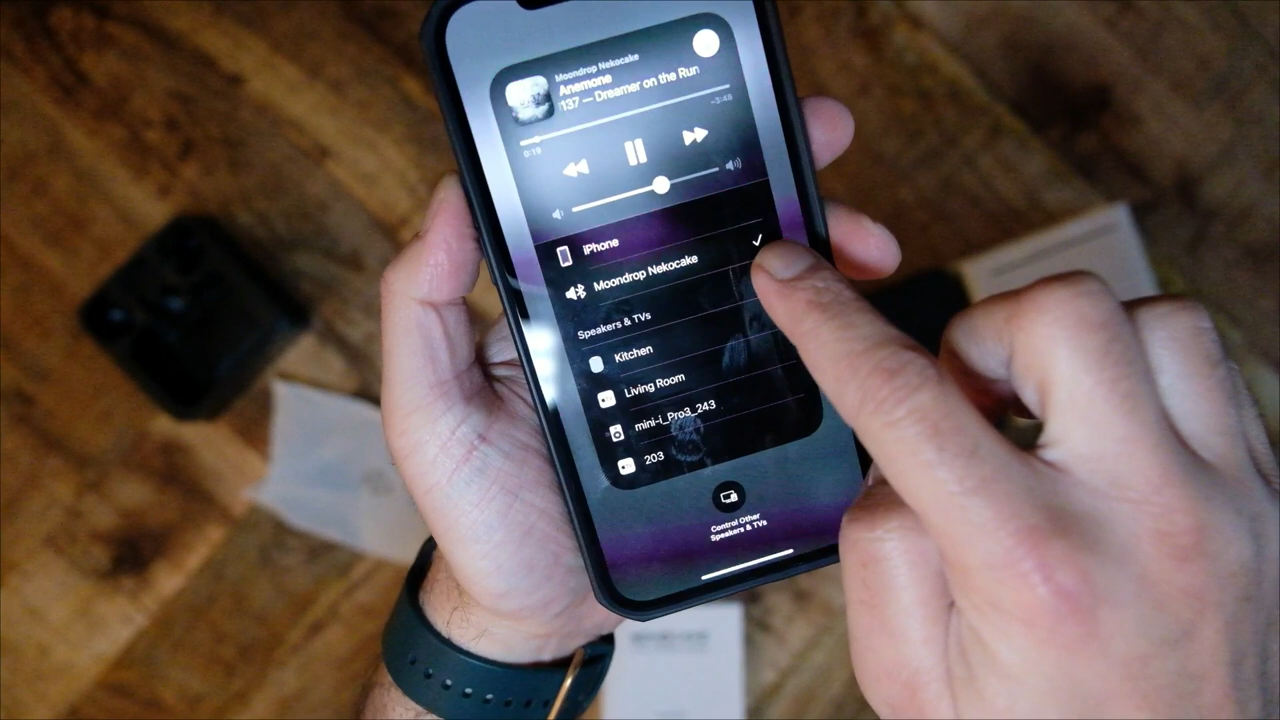 Moondrop Nekocake
Anemone
137 — Dreamer on the Run
0:19
-3:48
iPhone
Moondrop Nekocake
Speakers & TVs
Kitchen
Living Room
mini-i_Pro3_243
203
Control Other
Speakers & TVs